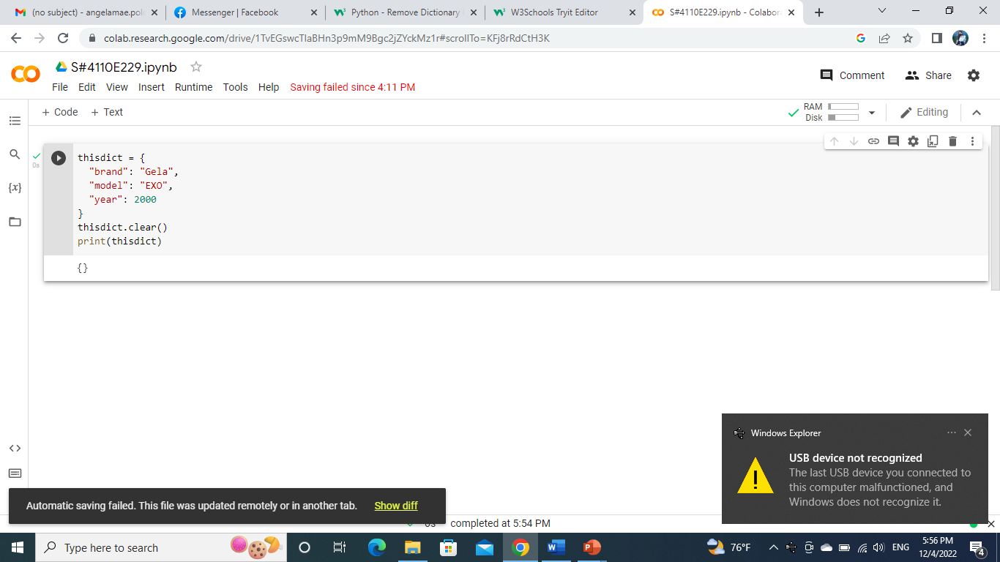 (no subject) - angelamae.pol
Messenger | Facebook
Python - Remove Dictionary
W3Schools Tryit Editor
S#4110E229.ipynb - Colabora
colab.research.google.com/drive/1TvEGswcTlaBHn3p9mM9Bgc2jZYckMz1r#scrollTo=KFj8rRdCtH3K
S#4110E229.ipynb
Comment
Share
File Edit View Insert Runtime Tools Help Saving failed since 4:11 PM
+ Code + Text
RAM
Disk
Editing
0s
thisdict = {
"brand": "Gela",
"model": "EXO",
"year": 2000
}
thisdict.clear()
print(thisdict)
{}
{x}
Windows Explorer
USB device not recognized
The last USB device you connected to
this computer malfunctioned, and
Windows does not recognize it.
Automatic saving failed. This file was updated remotely or in another tab. Show diff
0s completed at 5:54 PM
Type here to search
76°F
ENG
5:56 PM
12/4/2022
4